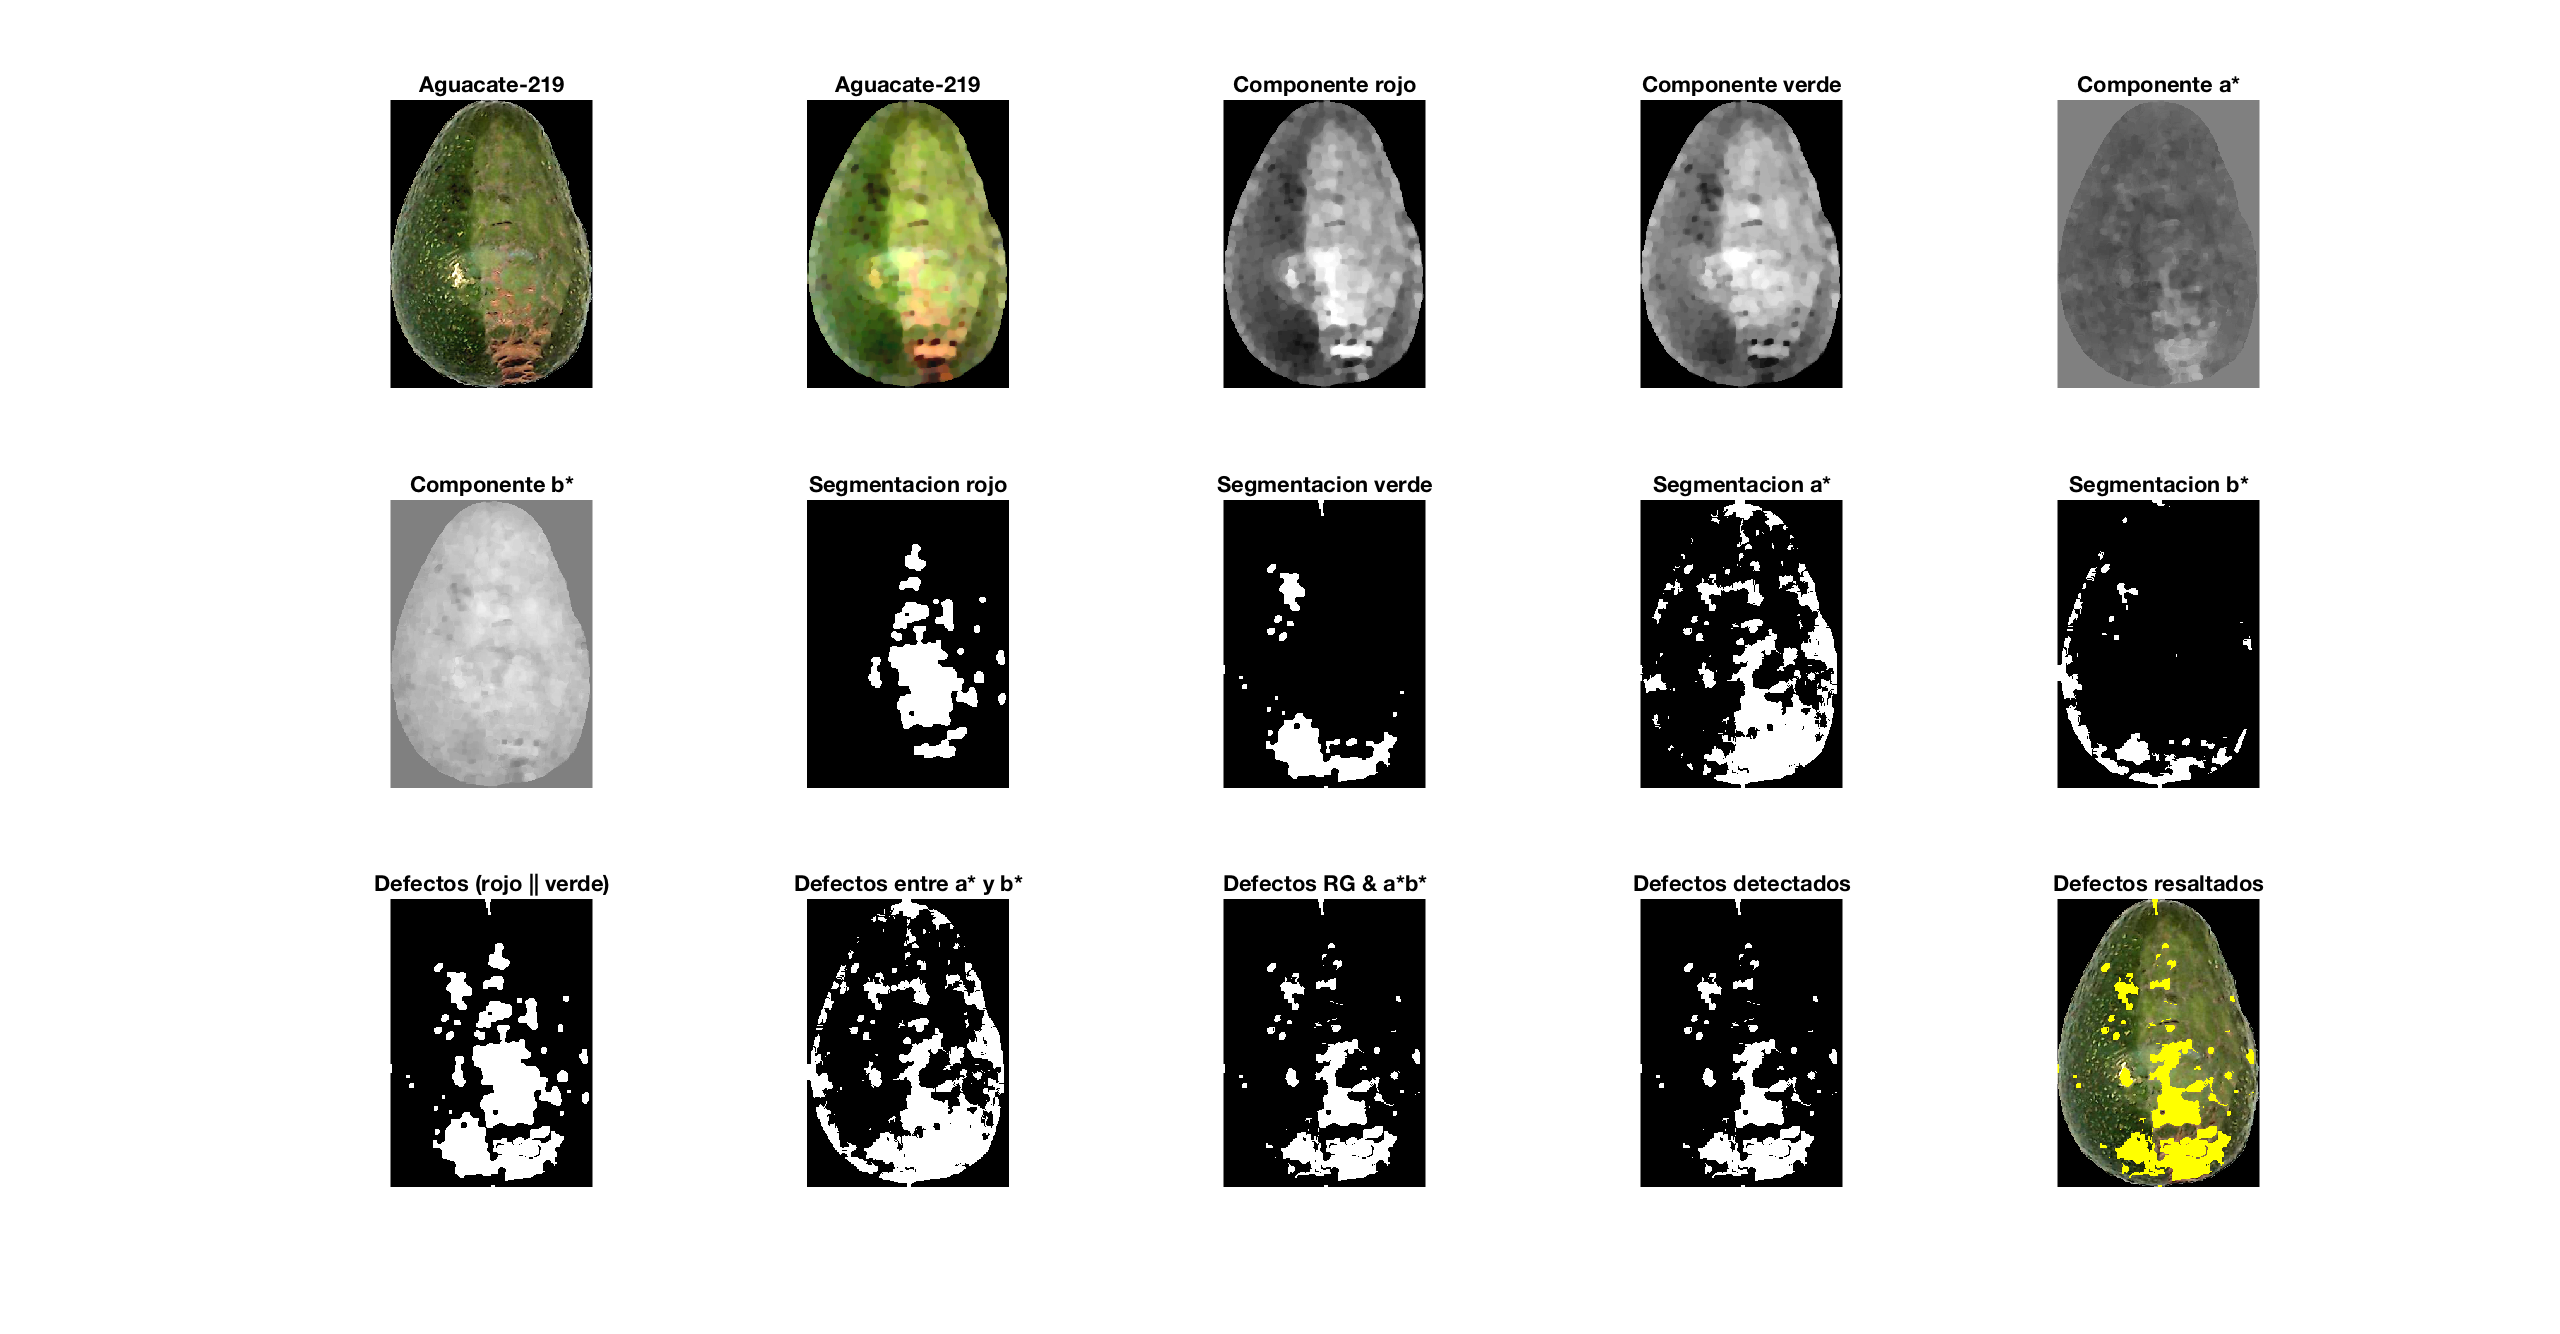 Aguacate-219
Aguacate-219
Componente rojo
Componente verde
Componente a*
Componente b*
Segmentacion rojo
Segmentacion verde
Segmentacion a*
Segmentacion b*
Defectos (rojo || verde)
Defectos entre a* y b*
Defectos RG & a*b*
Defectos detectados
Defectos resaltados